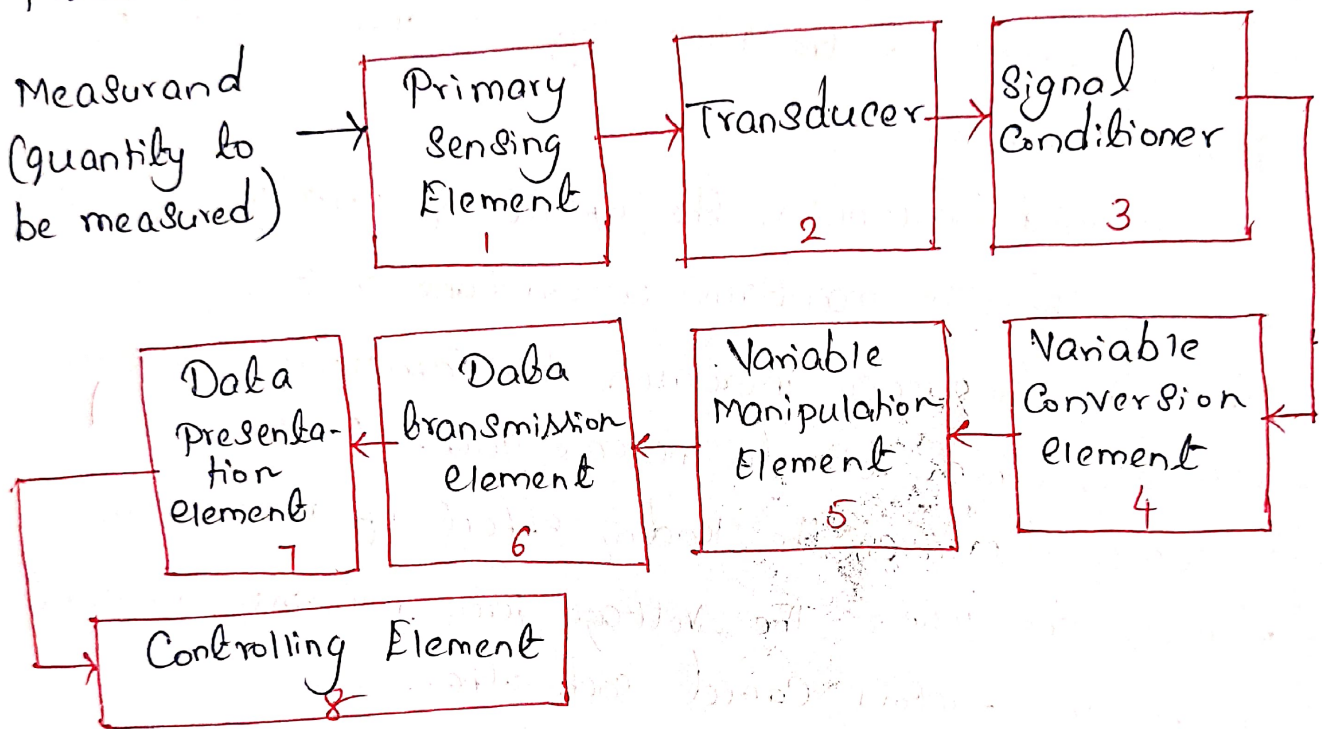 Measurand
(quantity to
be measured)
Primary
Sensing
Element
1
Transducer
2
Signal
Conditioner
3
Variable
Conversion
element
4
Variable
Manipulation
Element
5
Data
transmission
element
6
Data
presenta-
tion
element
7
Controlling Element
8